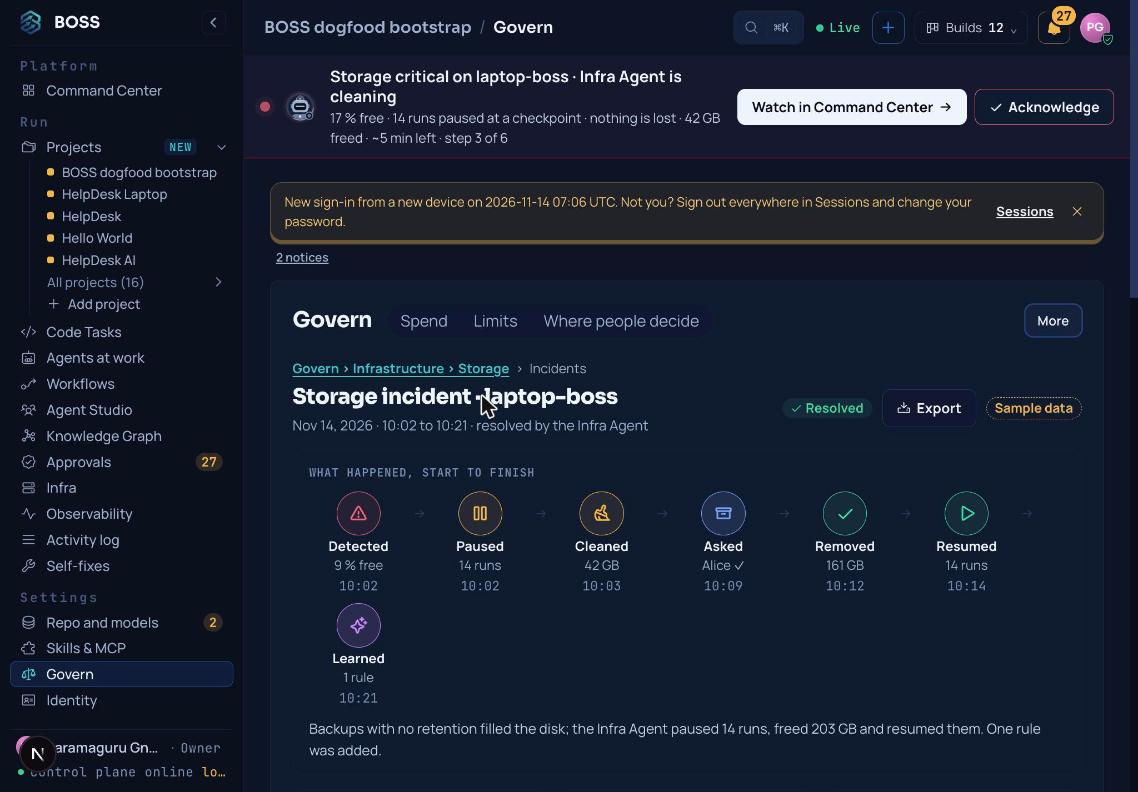 BOSS
Platform
Command Center
Run
Projects NEW
BOSS dogfood bootstrap
HelpDesk Laptop
HelpDesk
Hello World
HelpDesk AI
All projects (16)
Add project
Code Tasks
Agents at work
Workflows
Agent Studio
Knowledge Graph
Approvals 27
Infra
Observability
Activity log
Self-fixes
Settings
Repo and models 2
Skills & MCP
Govern
Identity
N
aramaguru Gn... · Owner
ontrol plane online lo...
BOSS dogfood bootstrap / Govern
⌘K
Live
+
Builds 12
27
PG
Storage critical on laptop-boss · Infra Agent is
cleaning
17 % free · 14 runs paused at a checkpoint · nothing is lost · 42 GB
freed · ~5 min left · step 3 of 6
Watch in Command Center →
✓ Acknowledge
New sign-in from a new device on 2026-11-14 07:06 UTC. Not you? Sign out everywhere in Sessions and change your
password.
Sessions
2 notices
Govern Spend Limits Where people decide
More
Govern › Infrastructure › Storage › Incidents
Storage incident · laptop-boss
Nov 14, 2026 · 10:02 to 10:21 · resolved by the Infra Agent
✓ Resolved
Export
Sample data
WHAT HAPPENED, START TO FINISH
Detected
9 % free
10:02
→
Paused
14 runs
10:02
→
Cleaned
42 GB
10:03
→
Asked
Alice ✓
10:09
→
Removed
161 GB
10:12
→
Resumed
14 runs
10:14
→
Learned
1 rule
10:21
Backups with no retention filled the disk; the Infra Agent paused 14 runs, freed 203 GB and resumed them. One rule
was added.